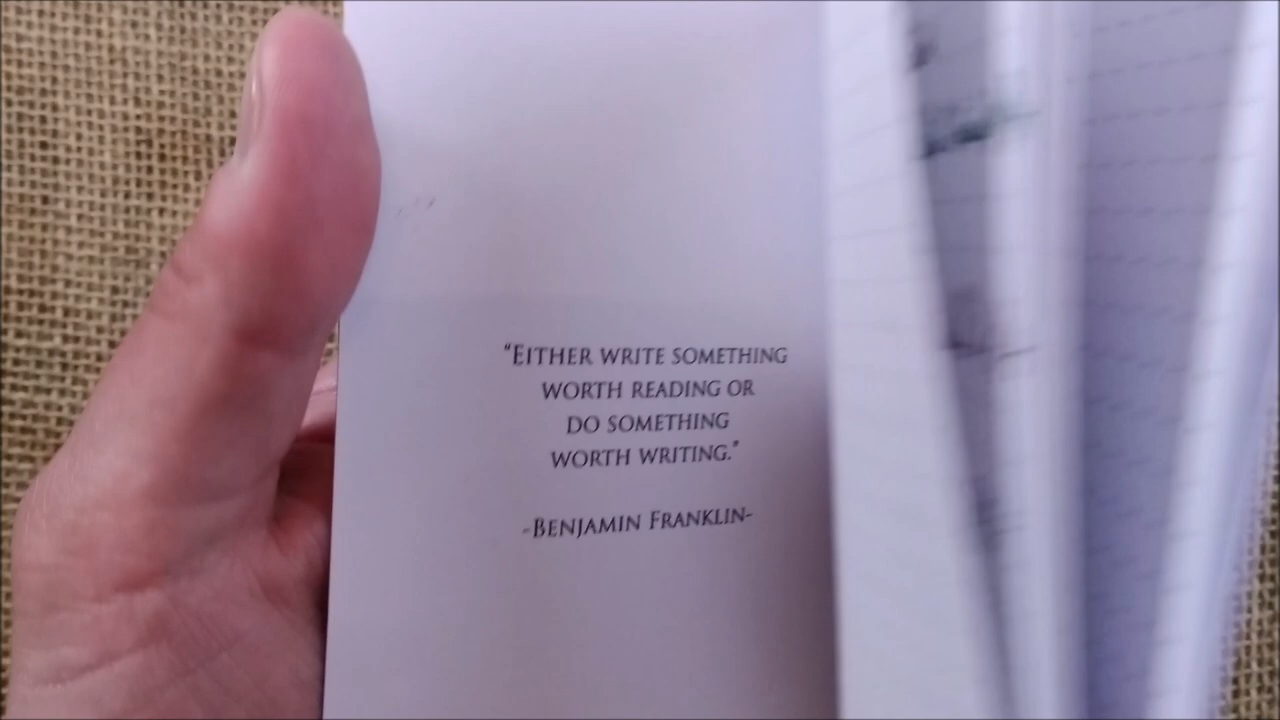 “EITHER WRITE SOMETHING
WORTH READING OR
DO SOMETHING
WORTH WRITING.”
-BENJAMIN FRANKLIN-